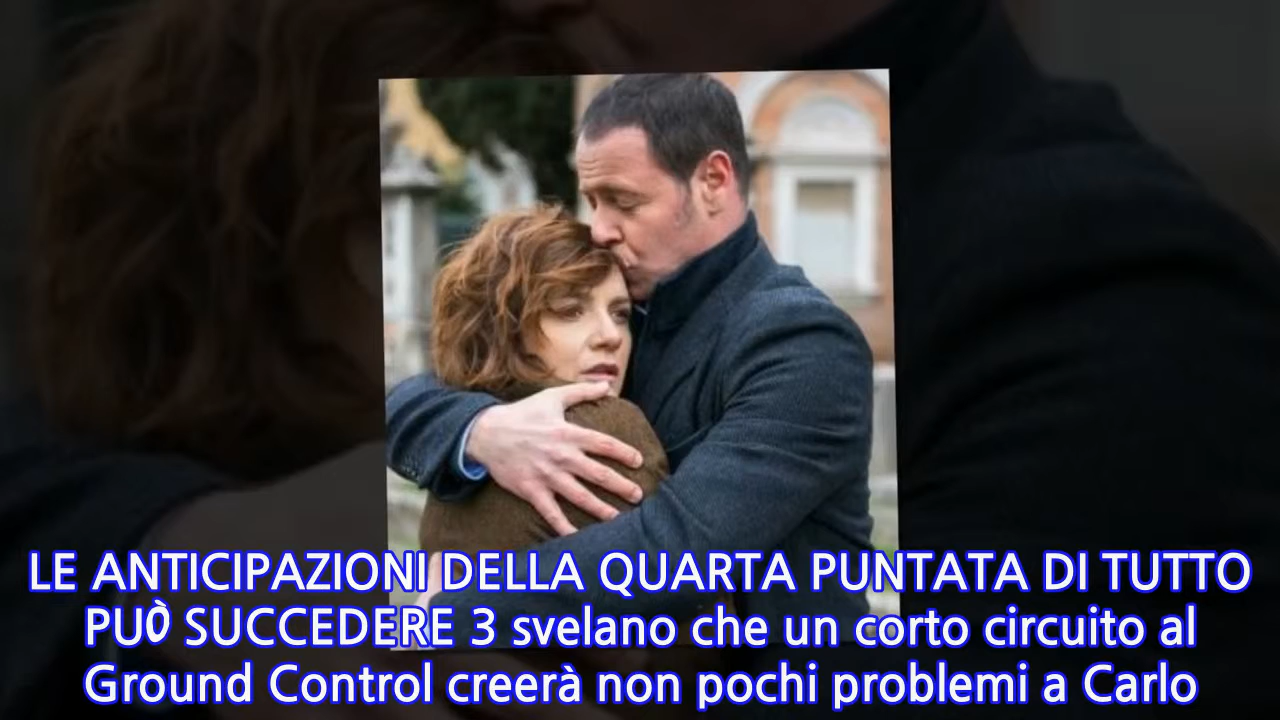 LE ANTICIPAZIONI DELLA QUARTA PUNTATA DI TUTTO
PUÒ SUCCEDERE 3 svelano che un corto circuito al
Ground Control creerà non pochi problemi a Carlo